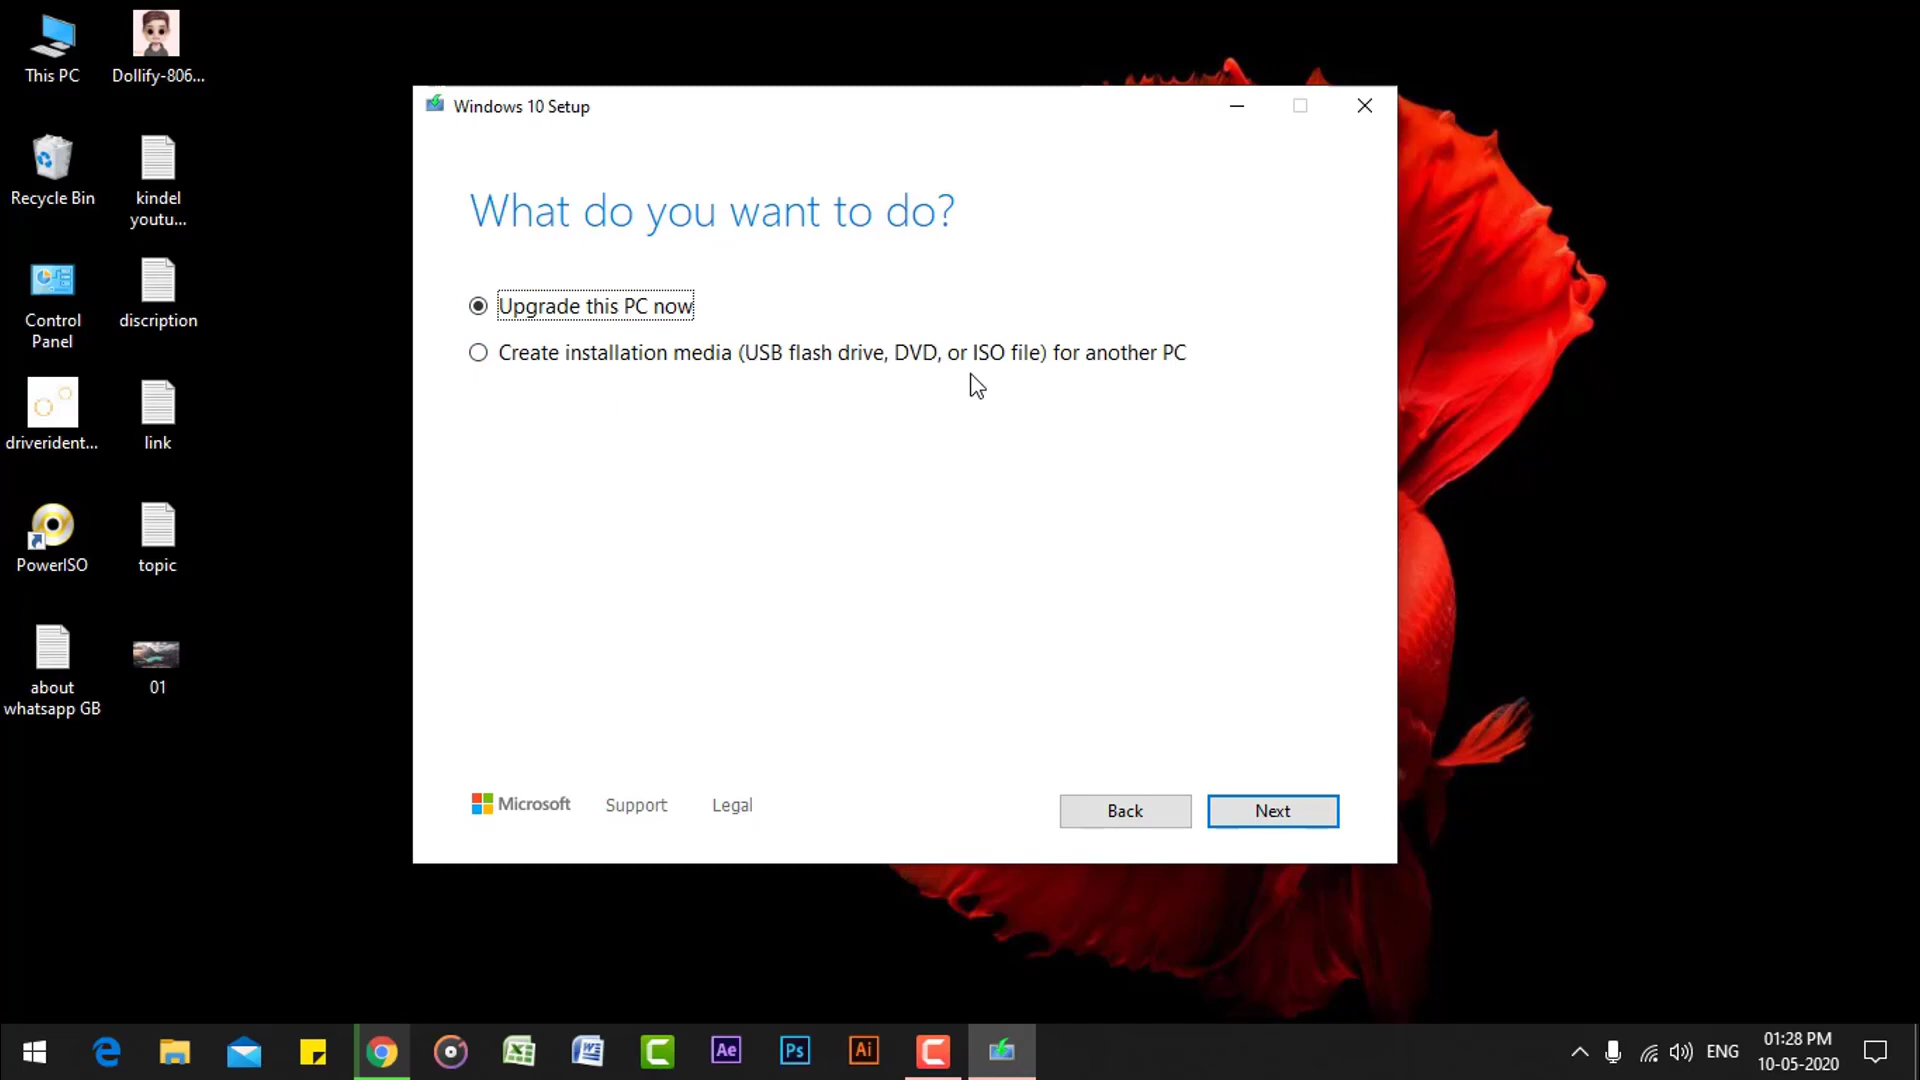 This PC
Dollify-806...
Recycle Bin
kindel
youtu...
Control
Panel
discription
driverident...
link
PowerISO
topic
about
whatsapp GB
01
Windows 10 Setup
What do you want to do?
Upgrade this PC now
Create installation media (USB flash drive, DVD, or ISO file) for another PC
Microsoft
Support
Legal
Back
Next
Ae
Ps
Ai
ENG
01:28 PM
10-05-2020